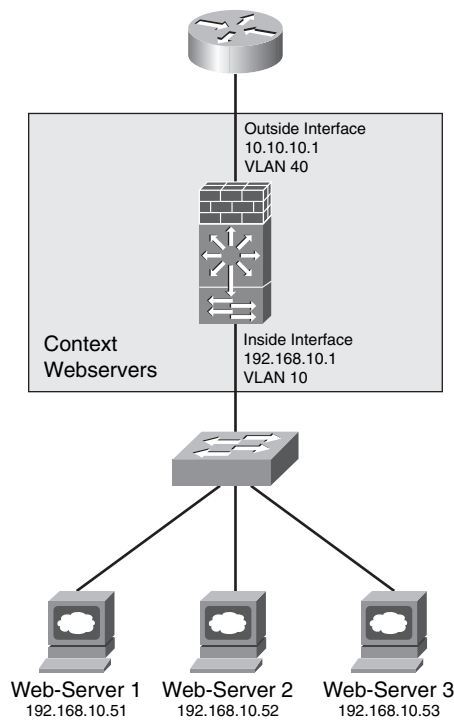 Outside Interface
10.10.10.1
VLAN 40
Context
Webservers
Inside Interface
192.168.10.1
VLAN 10
Web-Server 1
192.168.10.51
Web-Server 2
192.168.10.52
Web-Server 3
192.168.10.53